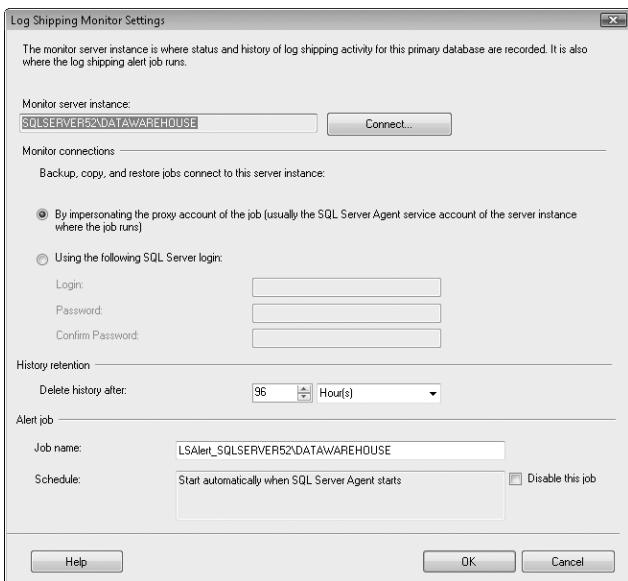 Log Shipping Monitor Settings
The monitor server instance is where status and history of log shipping activity for this primary database are recorded. It is also
where the log shipping alert job runs.
Monitor server instance:
SQLSERVER52\DATAWAREHOUSE
Connect...
Monitor connections
Backup, copy, and restore jobs connect to this server instance:
By impersonating the proxy account of the job (usually the SQL Server Agent service account of the server instance
where the job runs)
Using the following SQL Server login:
Login:
Password:
Confirm Password:
History retention
Delete history after:
96
Hour(s)
Alert job
Job name:
LSAlert_SQLSERVER52\DATAWAREHOUSE
Schedule:
Start automatically when SQL Server Agent starts
Disable this job
Help
OK
Cancel